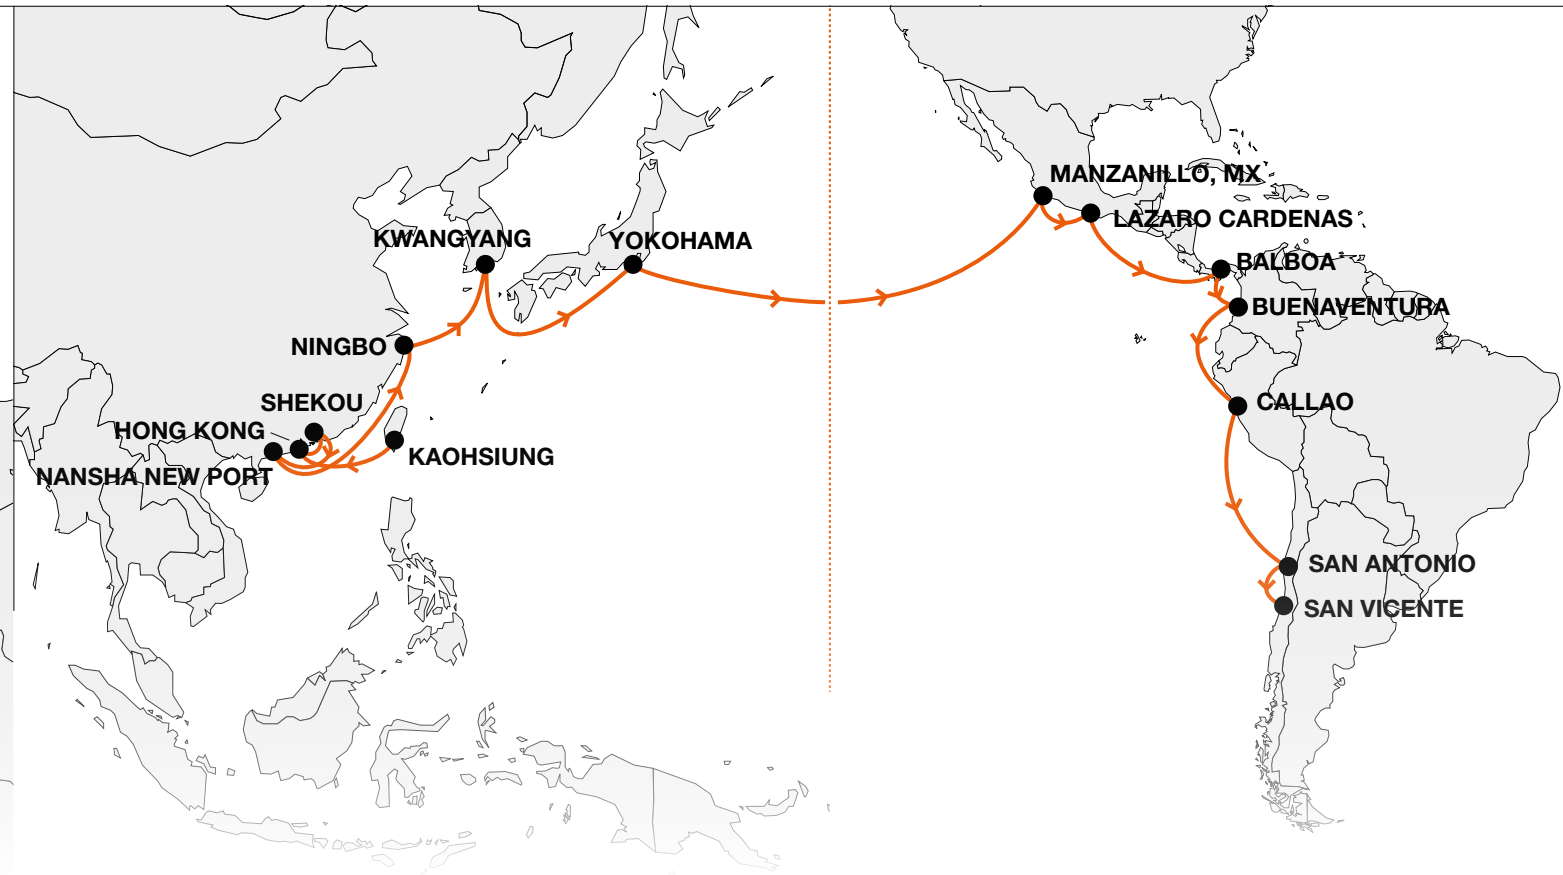 MANZANILLO, MX
LAZARO CARDENAS
KWANGYANG
YOKOHAMA
BALBOA
BUENAVENTURA
NINGBO
SHEKOU
CALLAO
HONG KONG
KAOHSIUNG
NANSHA NEW PORT
SAN ANTONIO
SAN VICENTE